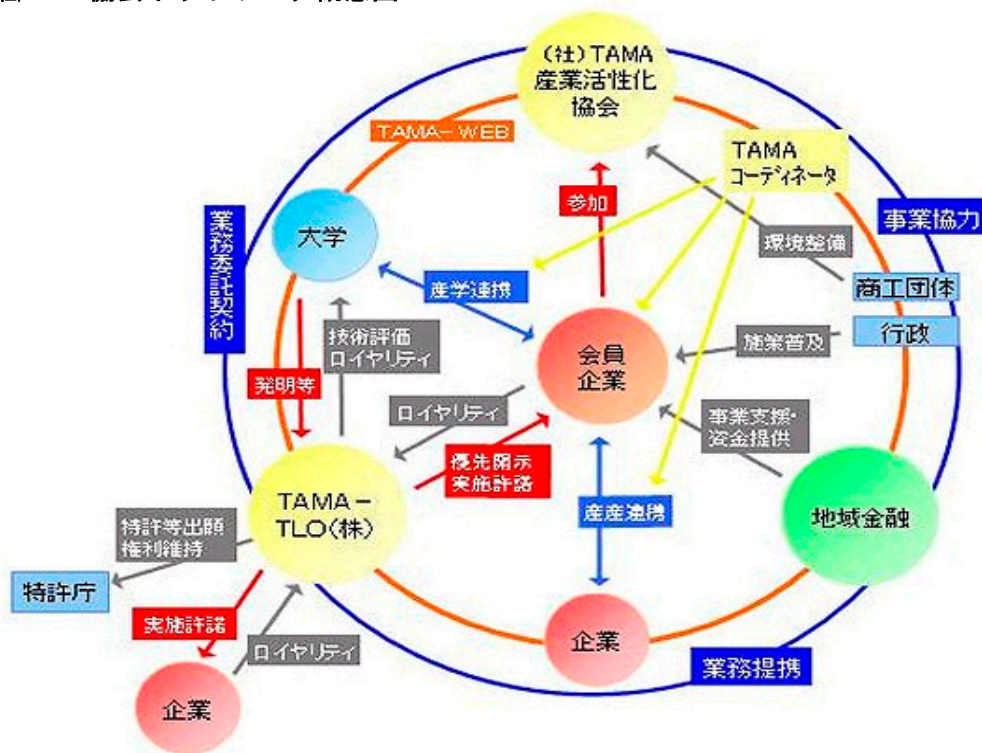 (社)TAMA
産業活性化
協会
TAMA-WEB
TAMA
コーディネータ
参加
業務委託契約
大学
事業協力
環境整備
産学連携
商工団体
行政
技術評価
ロイヤリティ
施策普及
会員
企業
発明等
ロイヤリティ
事業支援・
資金提供
優先開示
実施許諾
TAMA-
TLO(株)
産産連携
地域金融
特許等出願
権利維持
特許庁
実施許諾
企業
ロイヤリティ
業務提携
企業